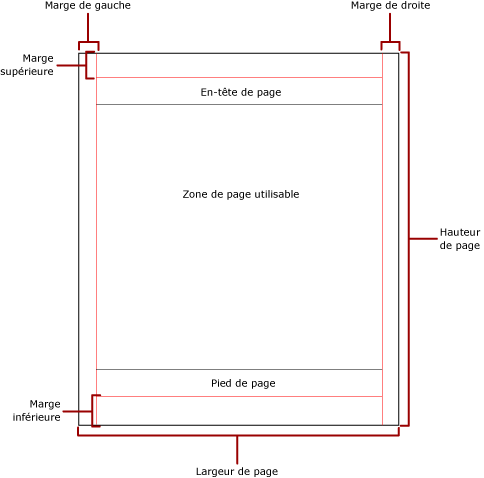 Marge de gauche
Marge de droite
Marge
supérieure
En-tête de page
Zone de page utilisable
Hauteur
de page
Pied de page
Marge
inférieure
Largeur de page